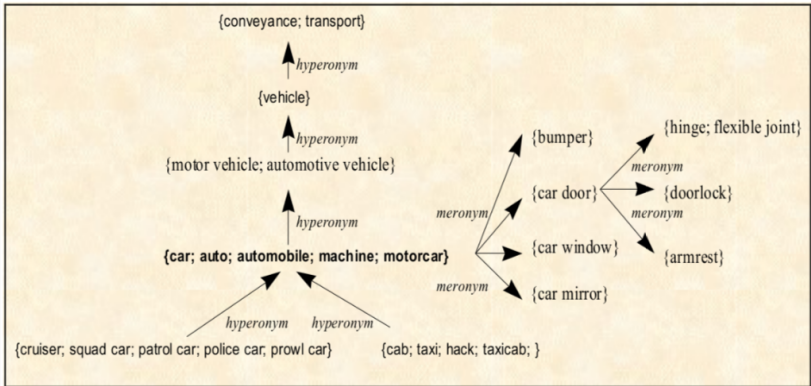 {conveyance; transport}
hyperonym
{vehicle}
hyperonym
{motor vehicle; automotive vehicle}
hyperonym
{car; auto; automobile; machine; motorcar}
hyperonym
hyperonym
{cruiser; squad car; patrol car; police car; prowl car}
{cab; taxi; hack; taxicab; }
meronym
meronym
{bumper}
{car door}
{car window}
{car mirror}
meronym
meronym
{hinge; flexible joint}
{doorlock}
{armrest}